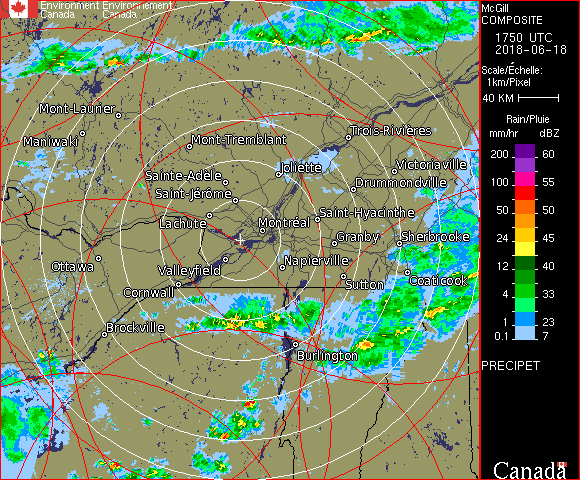 Environment Environnement
Canada Canada
McGill
COMPOSITE
1750 UTC
2018-06-18
Scale/Échelle:
1km/Pixel
40 KM
Rain/Pluie
mm/hr dBZ
200 60
100 55
50 50
24 45
12 40
4 33
1 23
0.1 7
PRECIPET
Canada
Mont-Laurier
Maniwaki
Mont-Tremblant
Trois-Rivières
Joliette
Victoriaville
Sainte-Adèle
Drummondville
Saint-Jérôme
Lachute
Saint-Hyacinthe
Montréal
Granby
Sherbrooke
Ottawa
Valleyfield
Napierville
Cornwall
Sutton
Coaticook
Brockville
Burlington